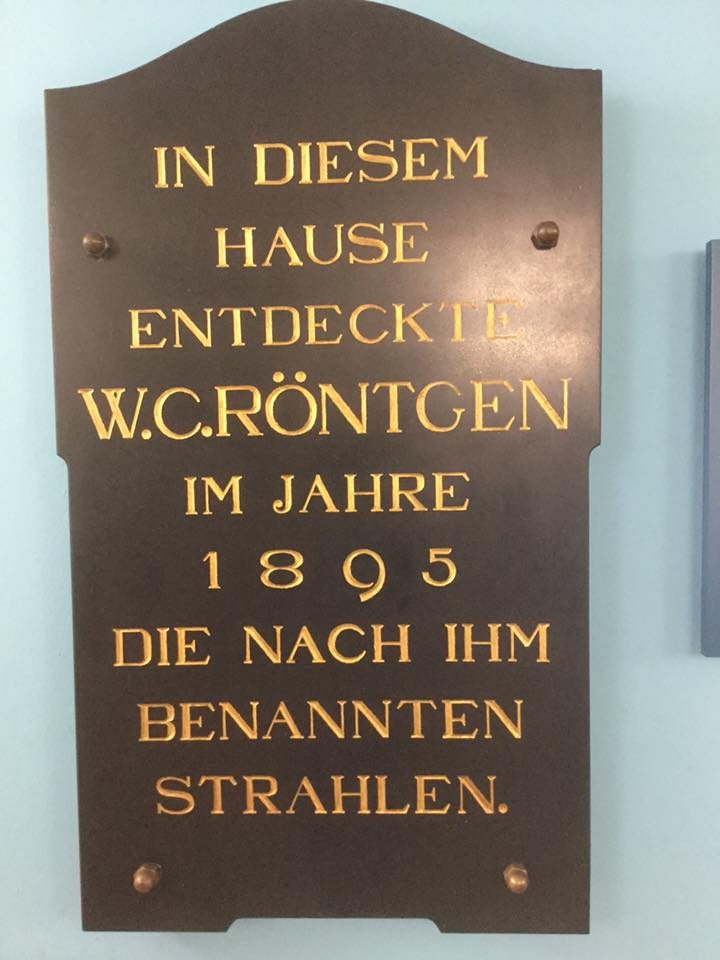 IN DIESEM
HAUSE
ENTDECKTE
W.C.RÖNTGEN
IM JAHRE
1895
DIE NACH IHM
BENANNTEN
STRAHLEN.